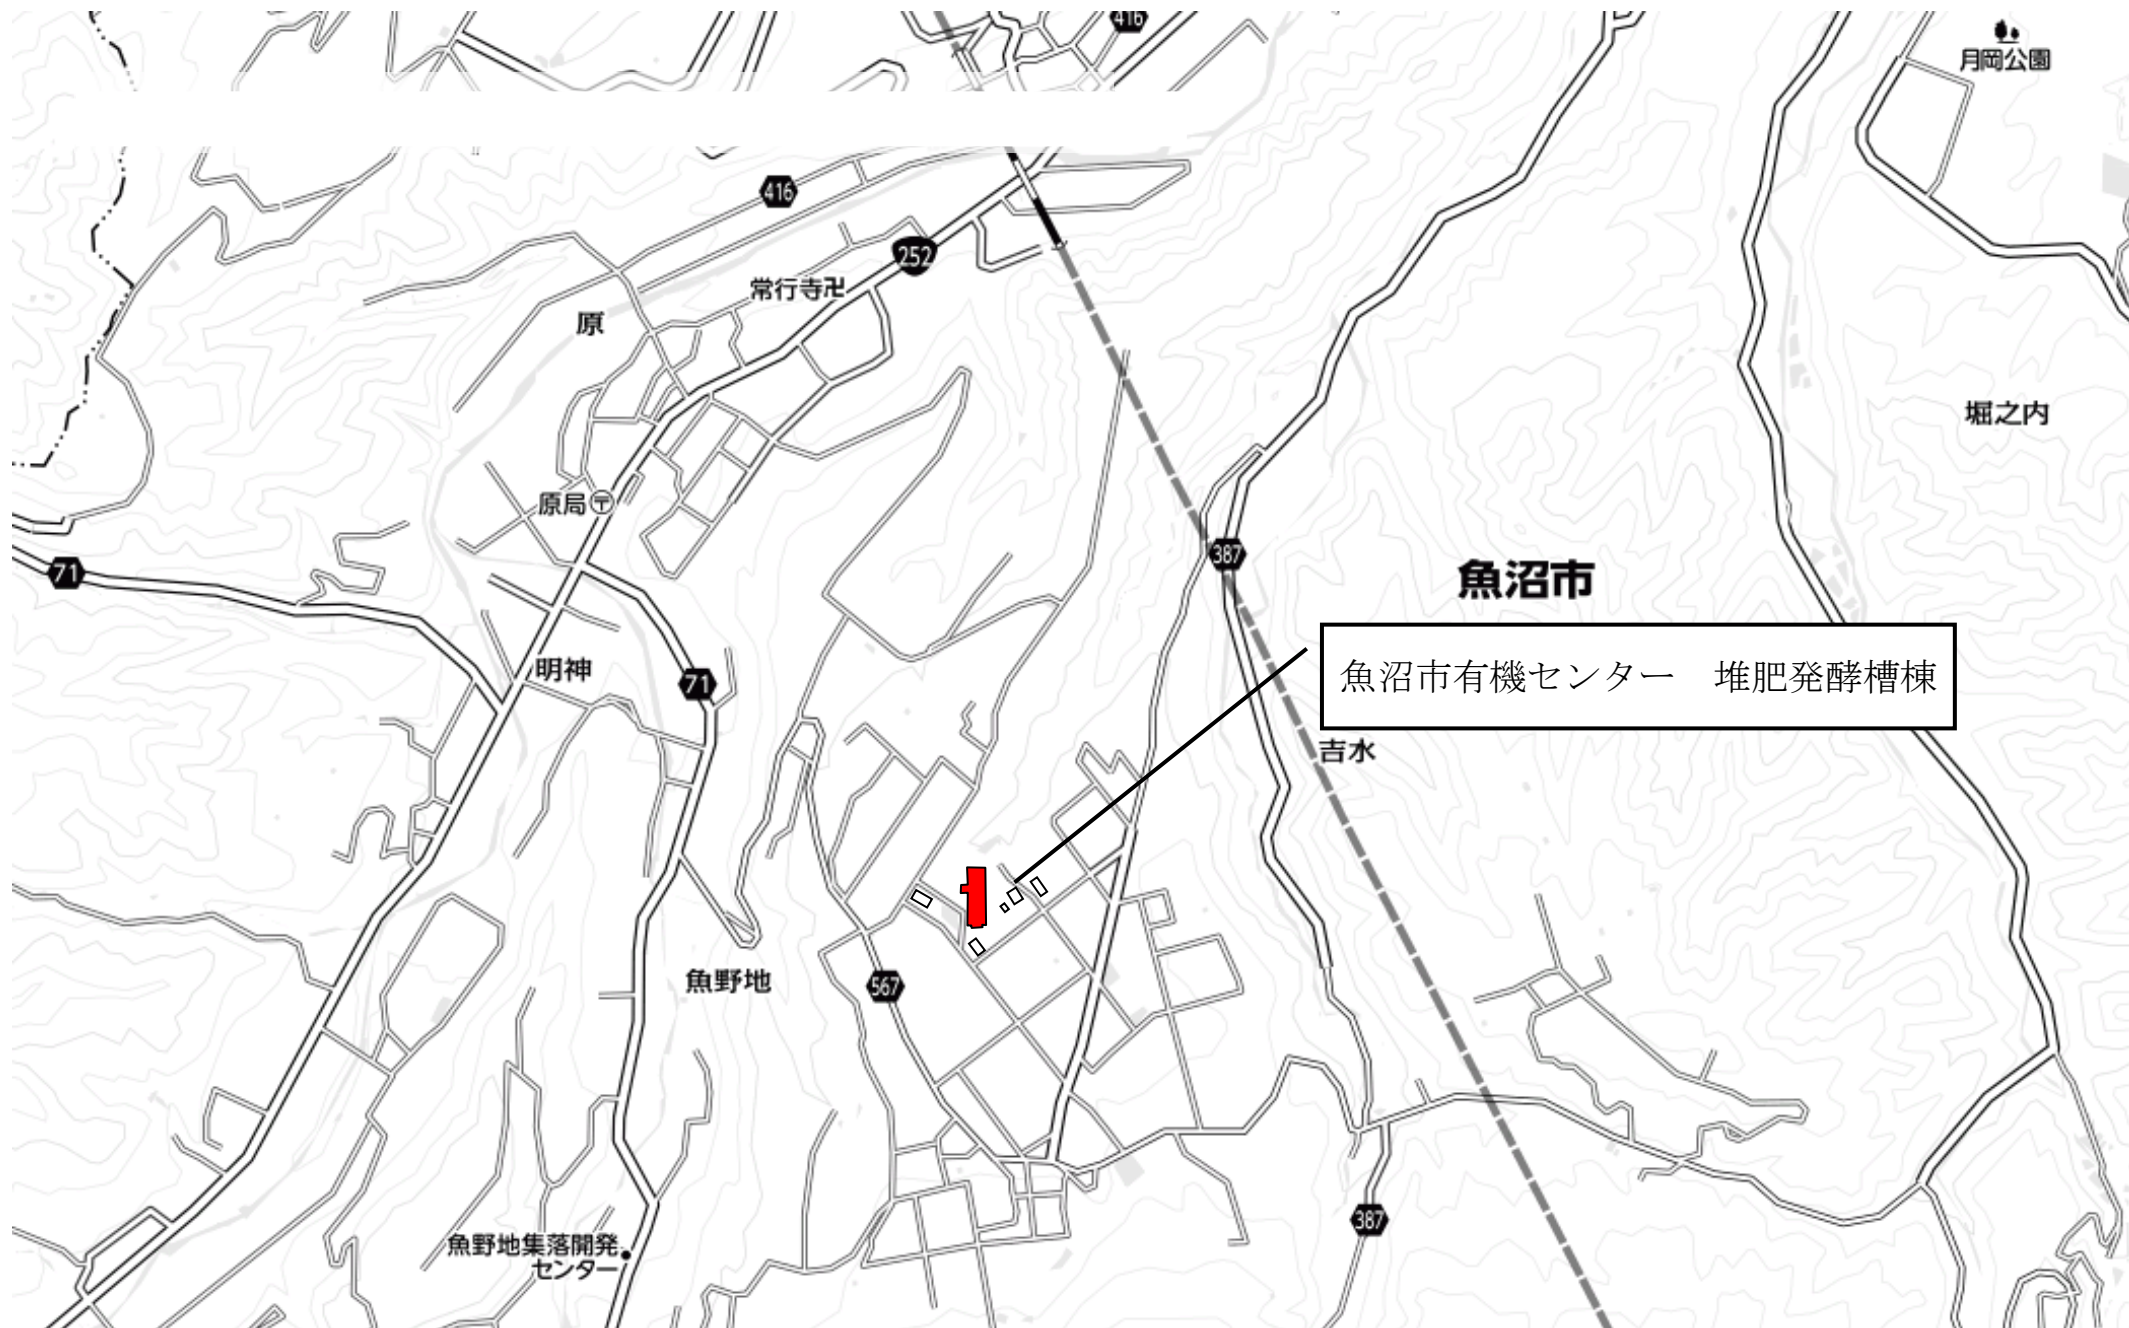 416
月岡公園
416
252
常行寺
原
堀之内
原局
387
71
魚沼市
明神
71
魚沼市有機センター　堆肥発酵槽棟
吉水
魚野地
567
387
魚野地集落開発
センター